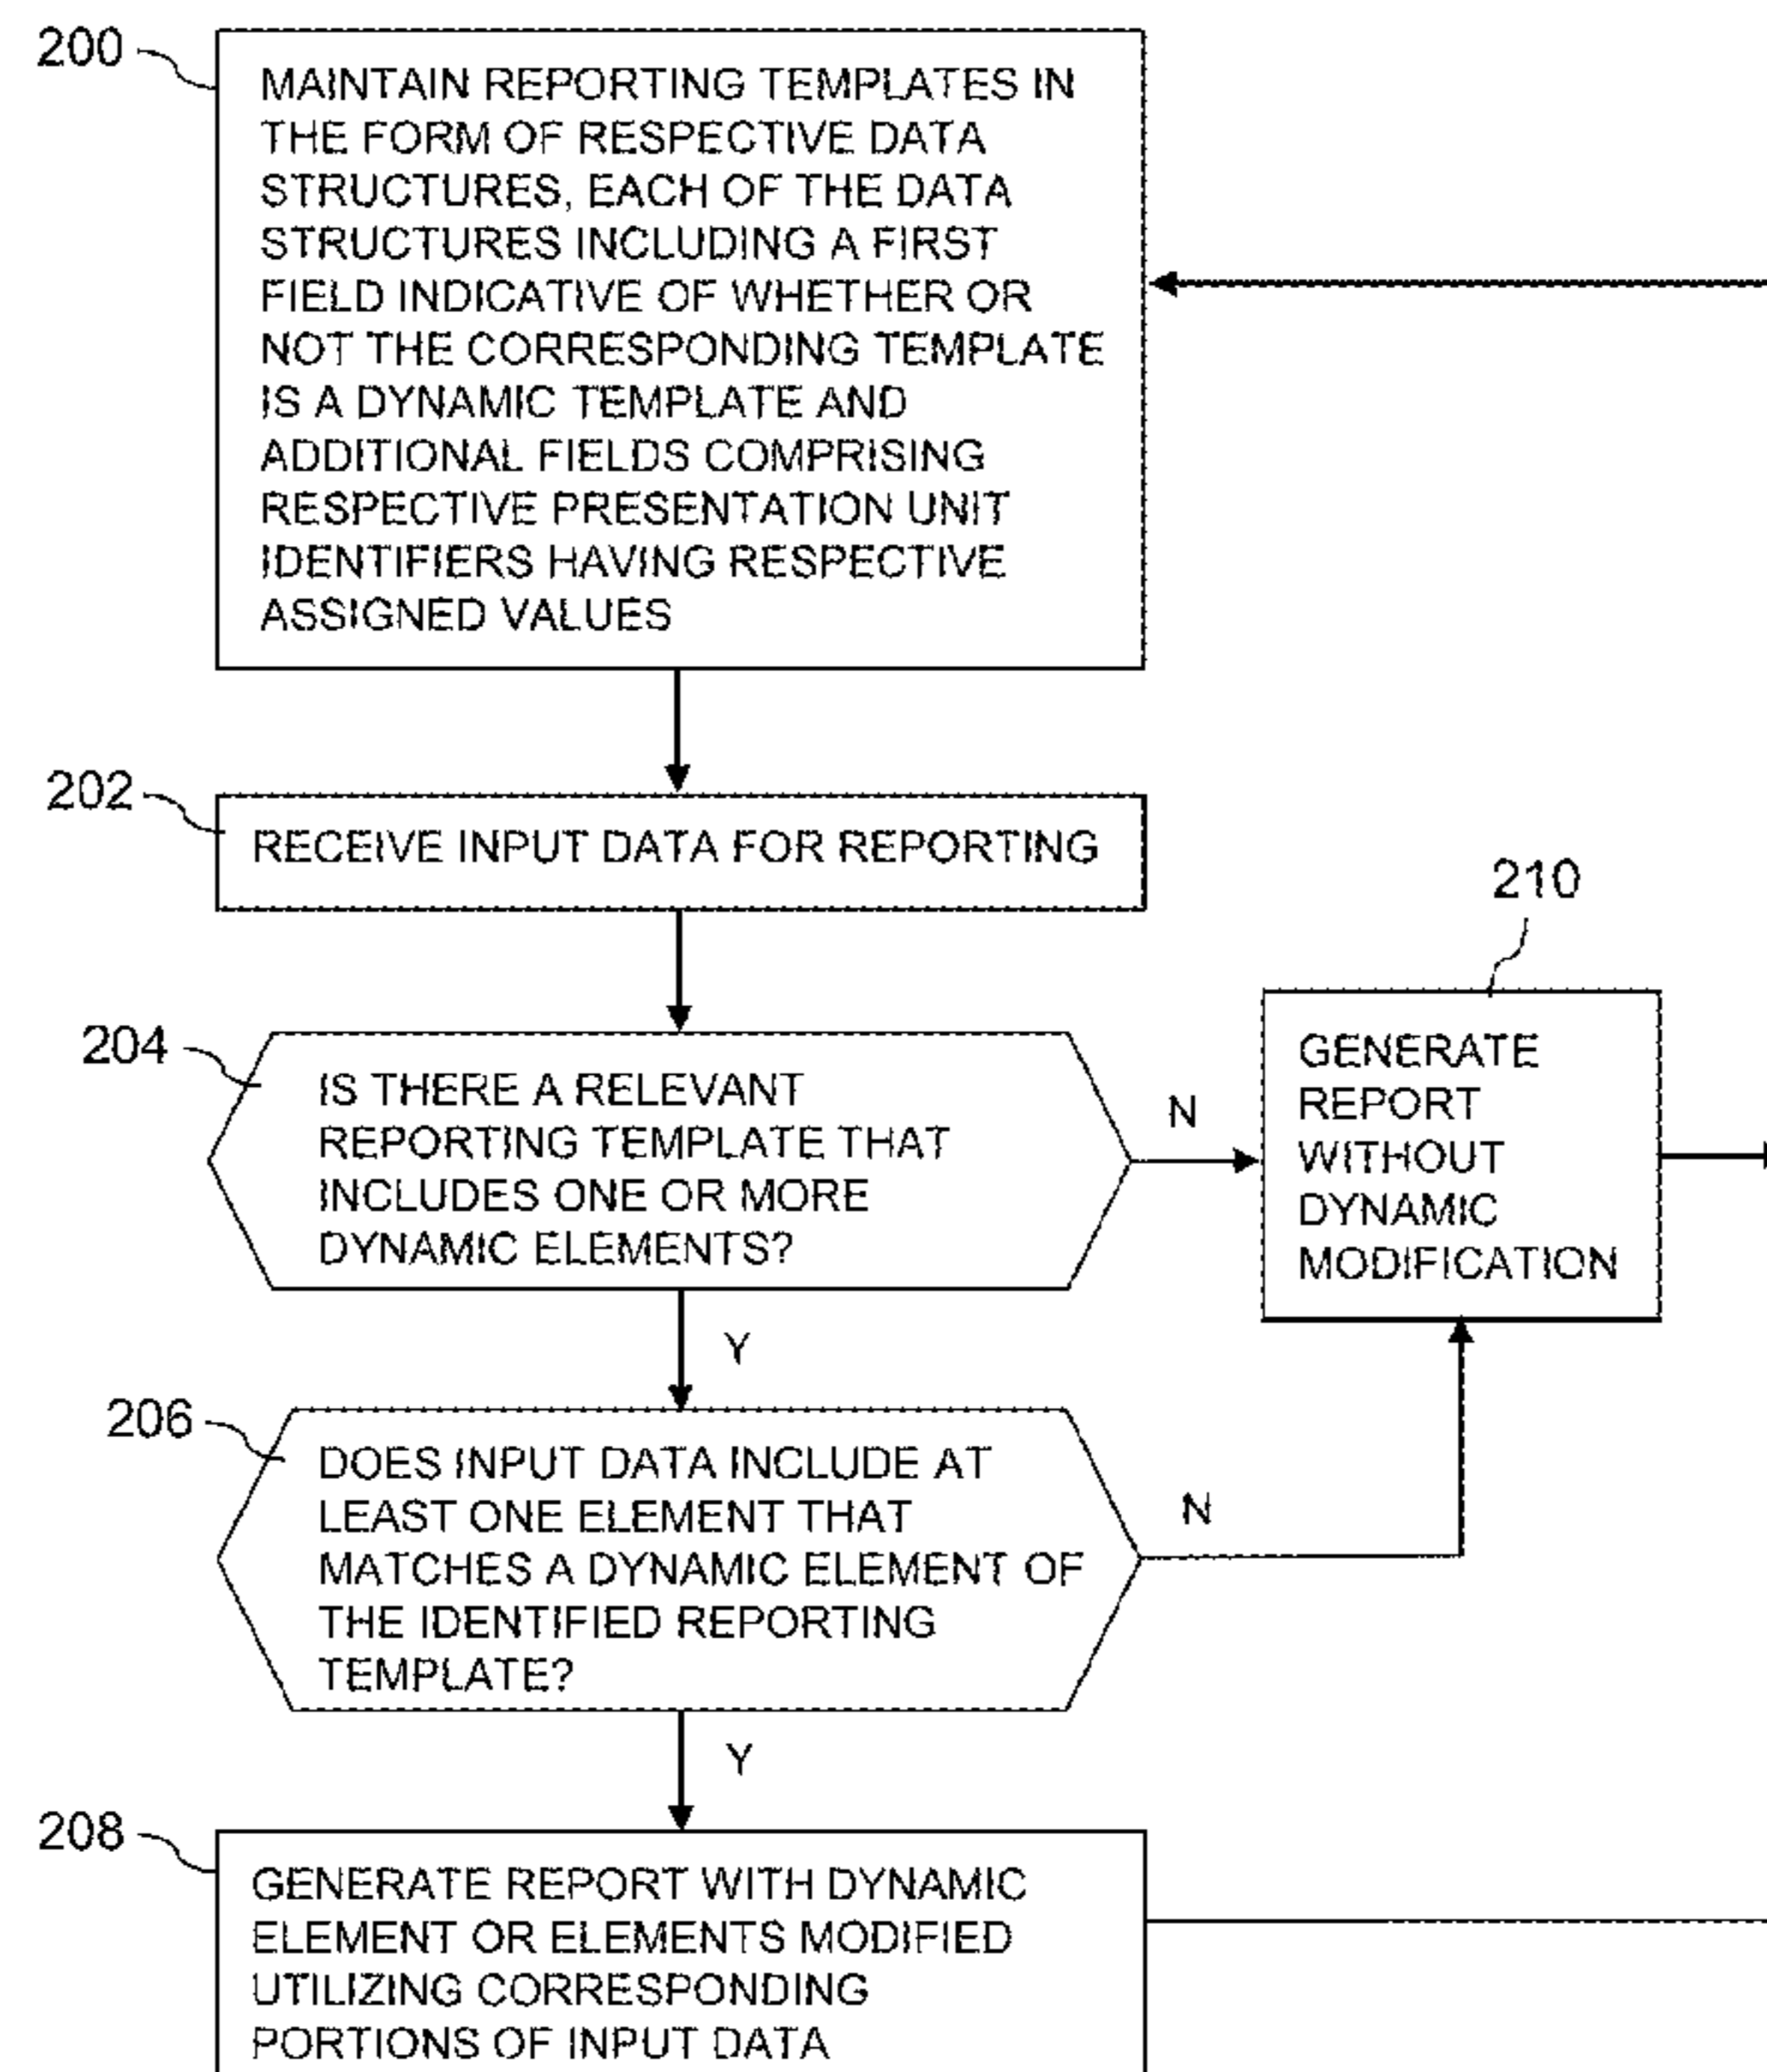 200
MAINTAIN REPORTING TEMPLATES IN
THE FORM OF RESPECTIVE DATA
STRUCTURES, EACH OF THE DATA
STRUCTURES INCLUDING A FIRST
FIELD INDICATIVE OF WHETHER OR
NOT THE CORRESPONDING TEMPLATE
IS A DYNAMIC TEMPLATE AND
ADDITIONAL FIELDS COMPRISING
RESPECTIVE PRESENTATION UNIT
IDENTIFIERS HAVING RESPECTIVE
ASSIGNED VALUES
202
RECEIVE INPUT DATA FOR REPORTING
204
IS THERE A RELEVANT
REPORTING TEMPLATE THAT
INCLUDES ONE OR MORE
DYNAMIC ELEMENTS?
N
210
GENERATE
REPORT
WITHOUT
DYNAMIC
MODIFICATION
Y
206
DOES INPUT DATA INCLUDE AT
LEAST ONE ELEMENT THAT
MATCHES A DYNAMIC ELEMENT OF
THE IDENTIFIED REPORTING
TEMPLATE?
N
Y
208
GENERATE REPORT WITH DYNAMIC
ELEMENT OR ELEMENTS MODIFIED
UTILIZING CORRESPONDING
PORTIONS OF INPUT DATA